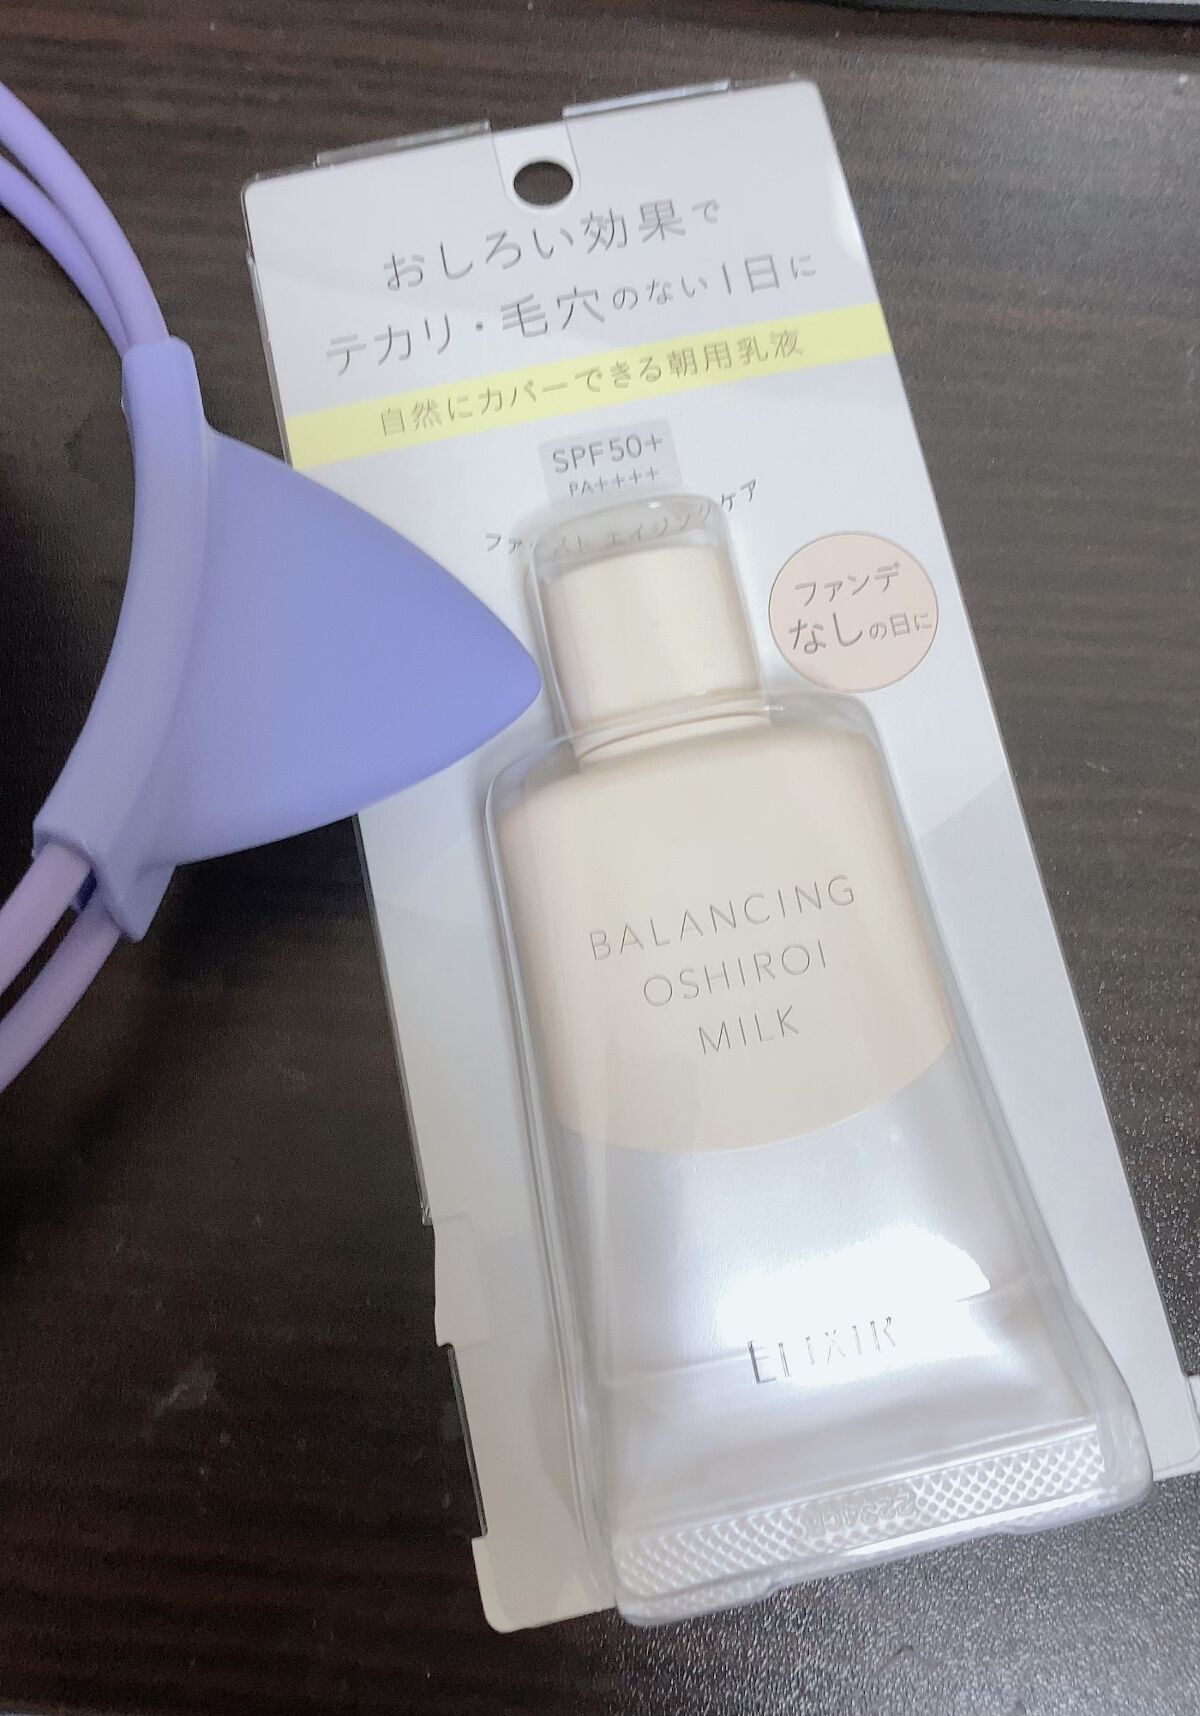 おしろい効果で
テカリ・毛穴のない1日に
自然にカバーできる朝用乳液
SPF50+
PA++++
ファースト エイジングケア
ファンデ
なしの日に
BALANCING
OSHIROI
MILK
ELIXIR